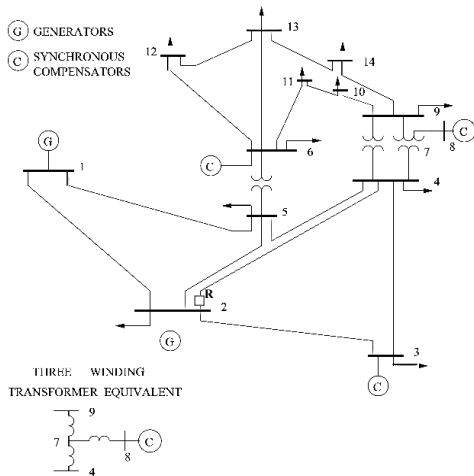 G GENERATORS
C SYNCHRONOUS
COMPENSATORS
13
12
14
11
10
9
C
8
7
6
C
G
1
4
5
R
2
G
3
C
THREE WINDING
TRANSFORMER EQUIVALENT
9
7
C
8
4